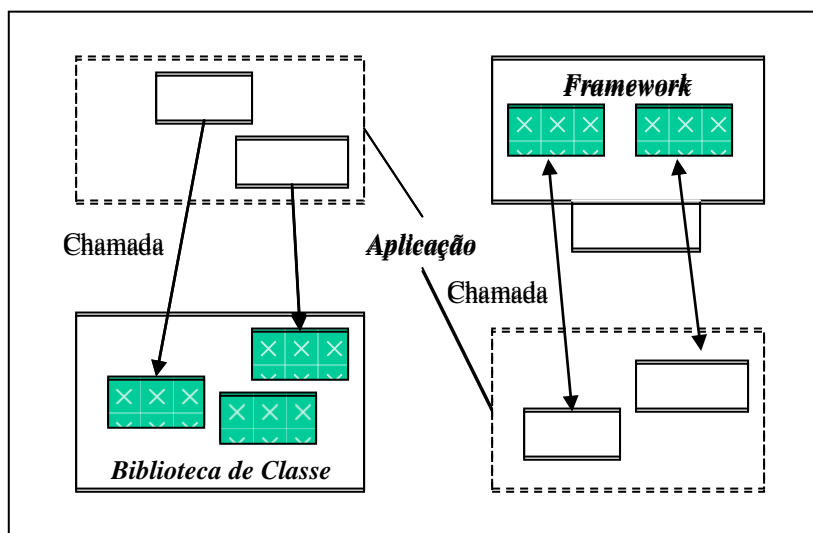 Framework
Chamada
Aplicação
Chamada
Biblioteca de Classe